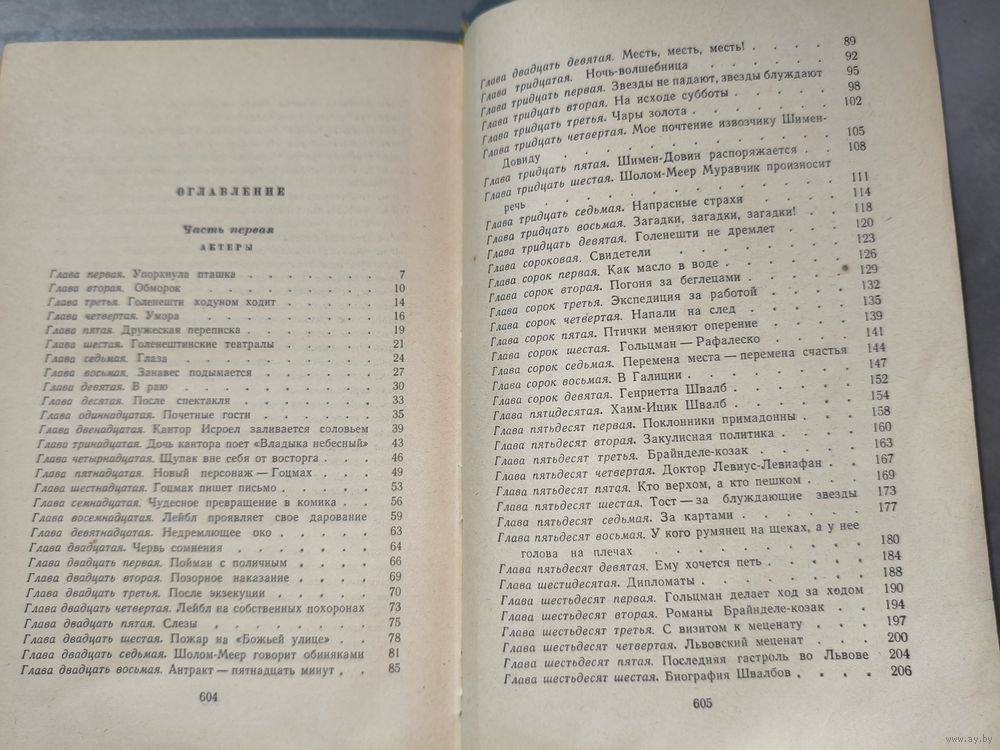 ОГЛАВЛЕНИЕ
Часть первая
АКТЕРЫ
Глава первая. Упорхнула пташка . . . . . 7
Глава вторая. Обморок . . . . . 10
Глава третья. Голенешти ходуном ходит . . . . . 14
Глава четвертая. Умора . . . . . 16
Глава пятая. Дружеская переписка . . . . . 19
Глава шестая. Голенештинские театралы . . . . . 21
Глава седьмая. Глаза . . . . . 24
Глава восьмая. Занавес подымается . . . . . 27
Глава девятая. В раю . . . . . 30
Глава десятая. После спектакля . . . . . 33
Глава одиннадцатая. Почетные гости . . . . . 35
Глава двенадцатая. Кантор Исроел заливается соловьем 39
Глава тринадцатая. Дочь кантора поет «Владыка небесный» 43
Глава четырнадцатая. Щупак вне себя от восторга . . . 46
Глава пятнадцатая. Новый персонаж — Гоцмах . . . . 49
Глава шестнадцатая. Гоцмах пишет письмо . . . . . 53
Глава семнадцатая. Чудесное превращение в комика . . 56
Глава восемнадцатая. Лейбл проявляет свое дарование 59
Глава девятнадцатая. Недремлющее око . . . . . 63
Глава двадцатая. Червь сомнения . . . . . 64
Глава двадцать первая. Пойман с поличным . . . . 66
Глава двадцать вторая. Позорное наказание . . . . 69
Глава двадцать третья. После экзекуции . . . . . 70
Глава двадцать четвертая. Лейбл на собственных похоронах 73
Глава двадцать пятая. Слезы . . . . . 75
Глава двадцать шестая. Пожар на «Божьей улице» . . 78
Глава двадцать седьмая. Шолом-Меер говорит обиняками 81
Глава двадцать восьмая. Антракт — пятнадцать минут . . 85
604
Глава двадцать девятая. Месть, месть, месть! . . . . 89
Глава тридцатая. Ночь-волшебница . . . . . 92
Глава тридцать первая. Звезды не падают, звезды блуждают 95
Глава тридцать вторая. На исходе субботы . . . . 98
Глава тридцать третья. Чары золота . . . . . 102
Глава тридцать четвертая. Мое почтение извозчику Шимен-
Довиду . . . . . 105
Глава тридцать пятая. Шимен-Довин распоряжается . . 108
Глава тридцать шестая. Шолом-Меер Муравчик произносит
речь . . . . . 111
Глава тридцать седьмая. Напрасные страхи . . . . 114
Глава тридцать восьмая. Загадки, загадки, загадки! . . 118
Глава тридцать девятая. Голенешти не дремлет . . . 120
Глава сороковая. Свидетели . . . . . 123
Глава сорок первая. Как масло в воде . . . . . 126
Глава сорок вторая. Погоня за беглецами . . . . 129
Глава сорок третья. Экспедиция за работой . . . . 132
Глава сорок четвертая. Напали на след . . . . . 135
Глава сорок пятая. Птички меняют оперение . . . . 139
Глава сорок шестая. Гольцман — Рафалеско . . . . 141
Глава сорок седьмая. Перемена места — перемена счастья 144
Глава сорок восьмая. В Галиции . . . . . 147
Глава сорок девятая. Генриетта Швалб . . . . . 152
Глава пятидесятая. Хаим-Ицик Швалб . . . . . 154
Глава пятьдесят первая. Поклонники примадонны . . . 158
Глава пятьдесят вторая. Закулисная политика . . . . 160
Глава пятьдесят третья. Брайнделе-козак . . . . 163
Глава пятьдесят четвертая. Доктор Левиус-Левиафан . . 167
Глава пятьдесят пятая. Кто верхом, а кто пешком . . . 169
Глава пятьдесят шестая. Тост — за блуждающие звезды 173
Глава пятьдесят седьмая. За картами . . . . . 177
Глава пятьдесят восьмая. У кого румянец на щеках, а у нее
голова на плечах . . . . . 180
Глава пятьдесят девятая. Ему хочется петь . . . . 184
Глава шестидесятая. Дипломаты . . . . . 188
Глава шестьдесят первая. Гольцман делает ход за ходом 190
Глава шестьдесят вторая. Романы Брайнделе-козак . . 194
Глава шестьдесят третья. С визитом к меценату . . . 197
Глава шестьдесят четвертая. Львовский меценат . . . 200
Глава шестьдесят пятая. Последняя гастроль во Львове 204
Глава шестьдесят шестая. Биография Швалбов . . . . 206
605
www.ay.by